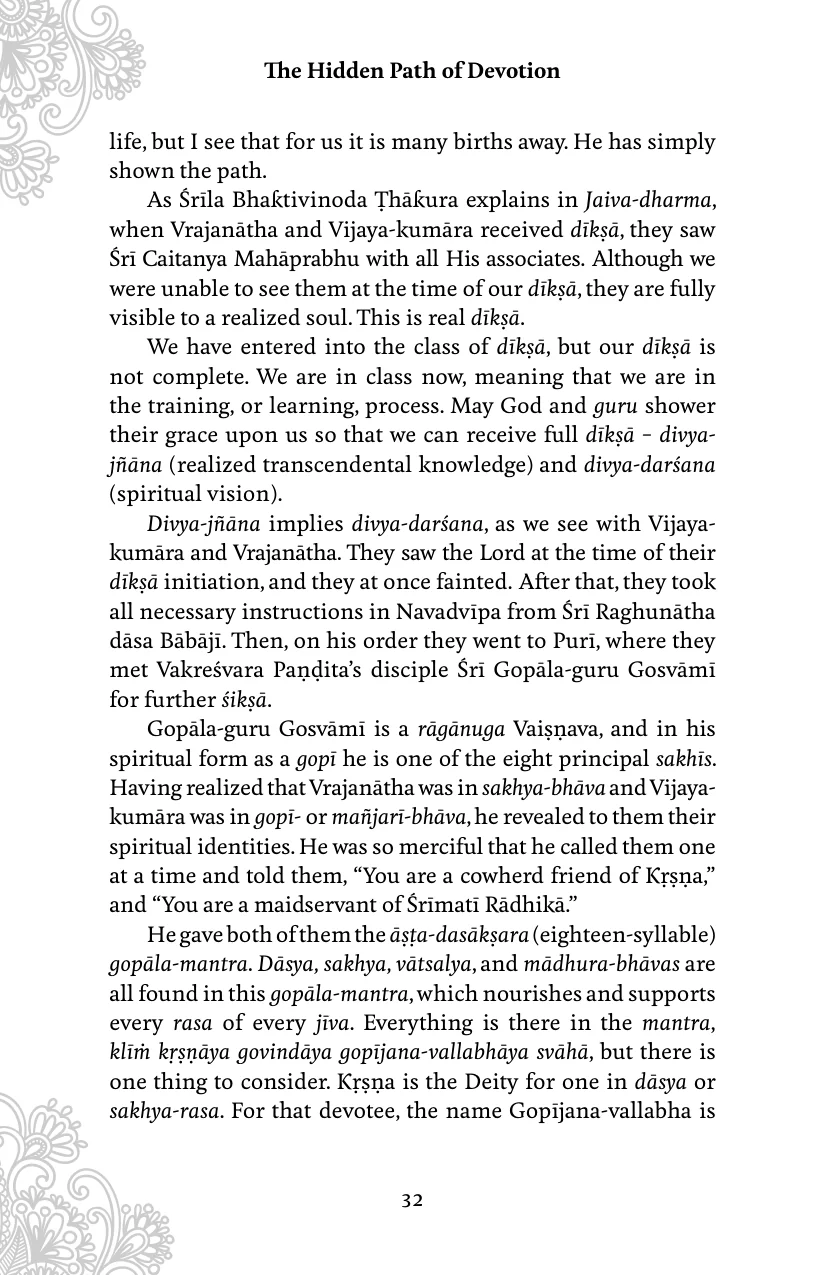 The Hidden Path of Devotion
life, but I see that for us it is many births away. He has simply
shown the path.
As Śrīla Bhaktivinoda Ṭhākura explains in Jaiva-dharma,
when Vrajanātha and Vijaya-kumāra received dīkṣā, they saw
Śrī Caitanya Mahāprabhu with all His associates. Although we
were unable to see them at the time of our dīkṣā, they are fully
visible to a realized soul. This is real dīkṣā.
We have entered into the class of dīkṣā, but our dīkṣā is
not complete. We are in class now, meaning that we are in
the training, or learning, process. May God and guru shower
their grace upon us so that we can receive full dīkṣā – divya-
jñāna (realized transcendental knowledge) and divya-darśana
(spiritual vision).
Divya-jñāna implies divya-darśana, as we see with Vijaya-
kumāra and Vrajanātha. They saw the Lord at the time of their
dīkṣā initiation, and they at once fainted. After that, they took
all necessary instructions in Navadvīpa from Śrī Raghunātha
dāsa Bābājī. Then, on his order they went to Purī, where they
met Vakreśvara Paṇḍita’s disciple Śrī Gopāla-guru Gosvāmī
for further śikṣā.
Gopāla-guru Gosvāmī is a rāgānuga Vaiṣṇava, and in his
spiritual form as a gopī he is one of the eight principal sakhīs.
Having realized that Vrajanātha was in sakhya-bhāva and Vijaya-
kumāra was in gopī- or mañjarī-bhāva, he revealed to them their
spiritual identities. He was so merciful that he called them one
at a time and told them, “You are a cowherd friend of Kṛṣṇa,”
and “You are a maidservant of Śrīmatī Rādhikā.”
He gave both of them the āṣṭa-dasākṣara (eighteen-syllable)
gopāla-mantra. Dāsya, sakhya, vātsalya, and mādhura-bhāvas are
all found in this gopāla-mantra, which nourishes and supports
every rasa of every jīva. Everything is there in the mantra,
klīṁ kṛṣṇāya govindāya gopījana-vallabhāya svāhā, but there is
one thing to consider. Kṛṣṇa is the Deity for one in dāsya or
sakhya-rasa. For that devotee, the name Gopījana-vallabha is
32